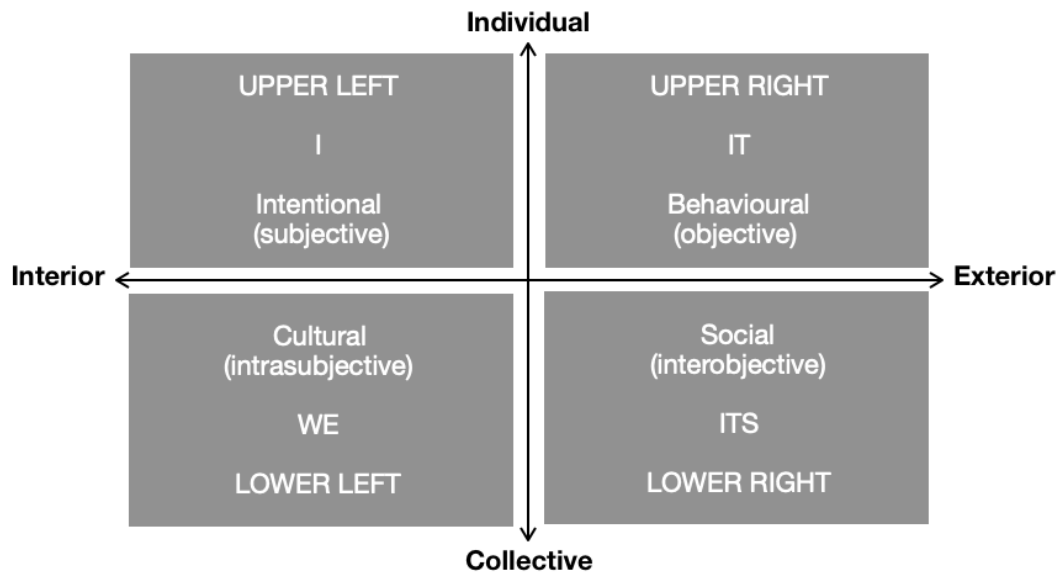 Individual
UPPER LEFT
I
Intentional
(subjective)
UPPER RIGHT
IT
Behavioural
(objective)
Interior
Exterior
Cultural
(intrasubjective)
WE
LOWER LEFT
Social
(interobjective)
ITS
LOWER RIGHT
Collective